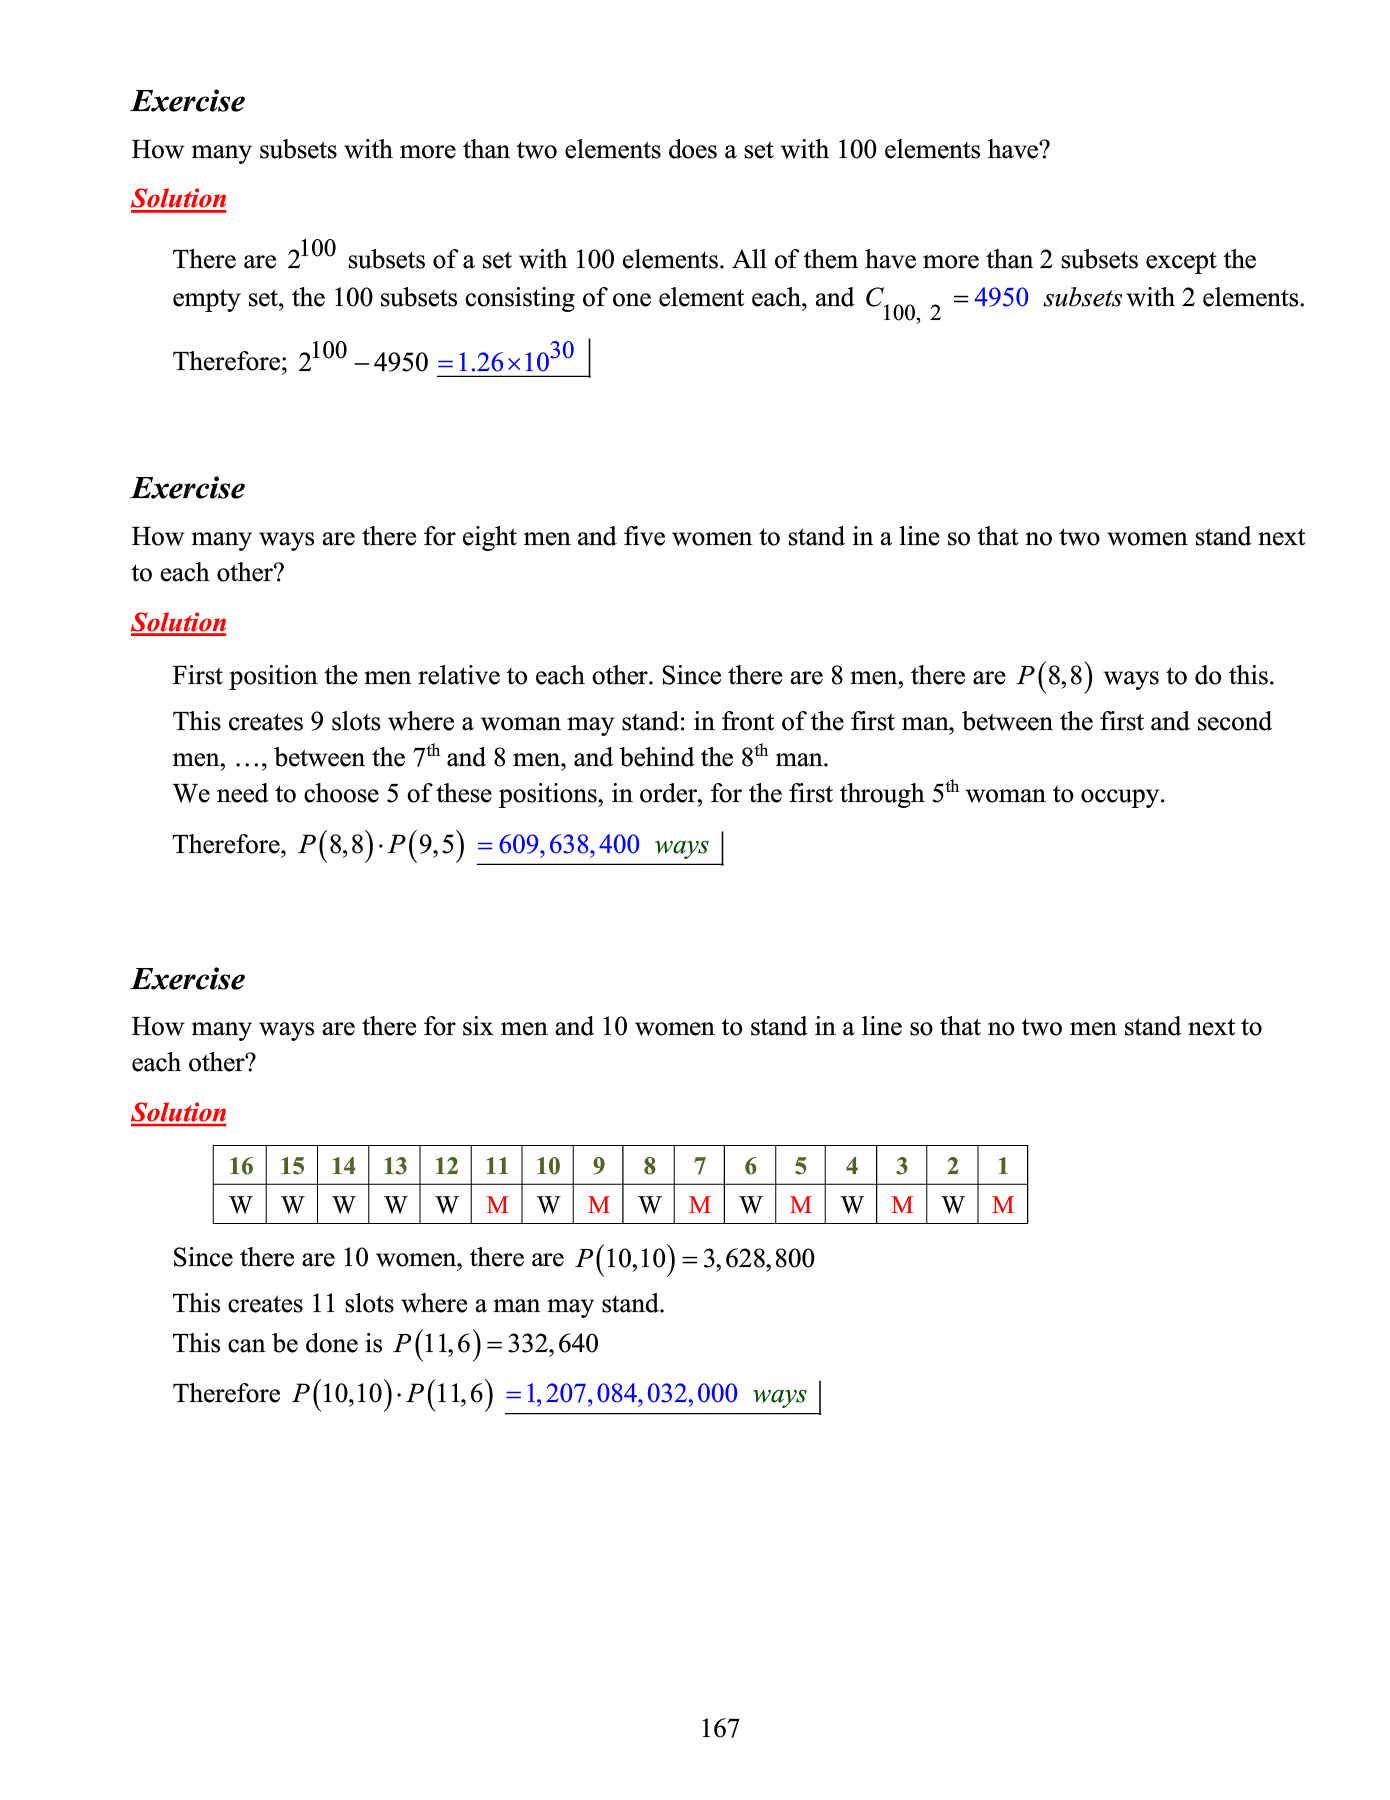 Exercise
How many subsets with more than two elements does a set with 100 elements have?
Solution
There are 2^100 subsets of a set with 100 elements. All of them have more than 2 subsets except the
empty set, the 100 subsets consisting of one element each, and C_100, 2 = 4950 subsets with 2 elements.
Therefore; 2^100 − 4950 = 1.26×10^30
Exercise
How many ways are there for eight men and five women to stand in a line so that no two women stand next
to each other?
Solution
First position the men relative to each other. Since there are 8 men, there are P(8,8) ways to do this.
This creates 9 slots where a woman may stand: in front of the first man, between the first and second
men, …, between the 7th and 8 men, and behind the 8th man.
We need to choose 5 of these positions, in order, for the first through 5th woman to occupy.
Therefore, P(8,8)·P(9,5) = 609,638,400 ways
Exercise
How many ways are there for six men and 10 women to stand in a line so that no two men stand next to
each other?
Solution
16 15 14 13 12 11 10 9 8 7 6 5 4 3 2 1
W W W W W M W M W M W M W M W M
Since there are 10 women, there are P(10,10) = 3,628,800
This creates 11 slots where a man may stand.
This can be done is P(11,6) = 332,640
Therefore P(10,10)·P(11,6) = 1,207,084,032,000 ways
167